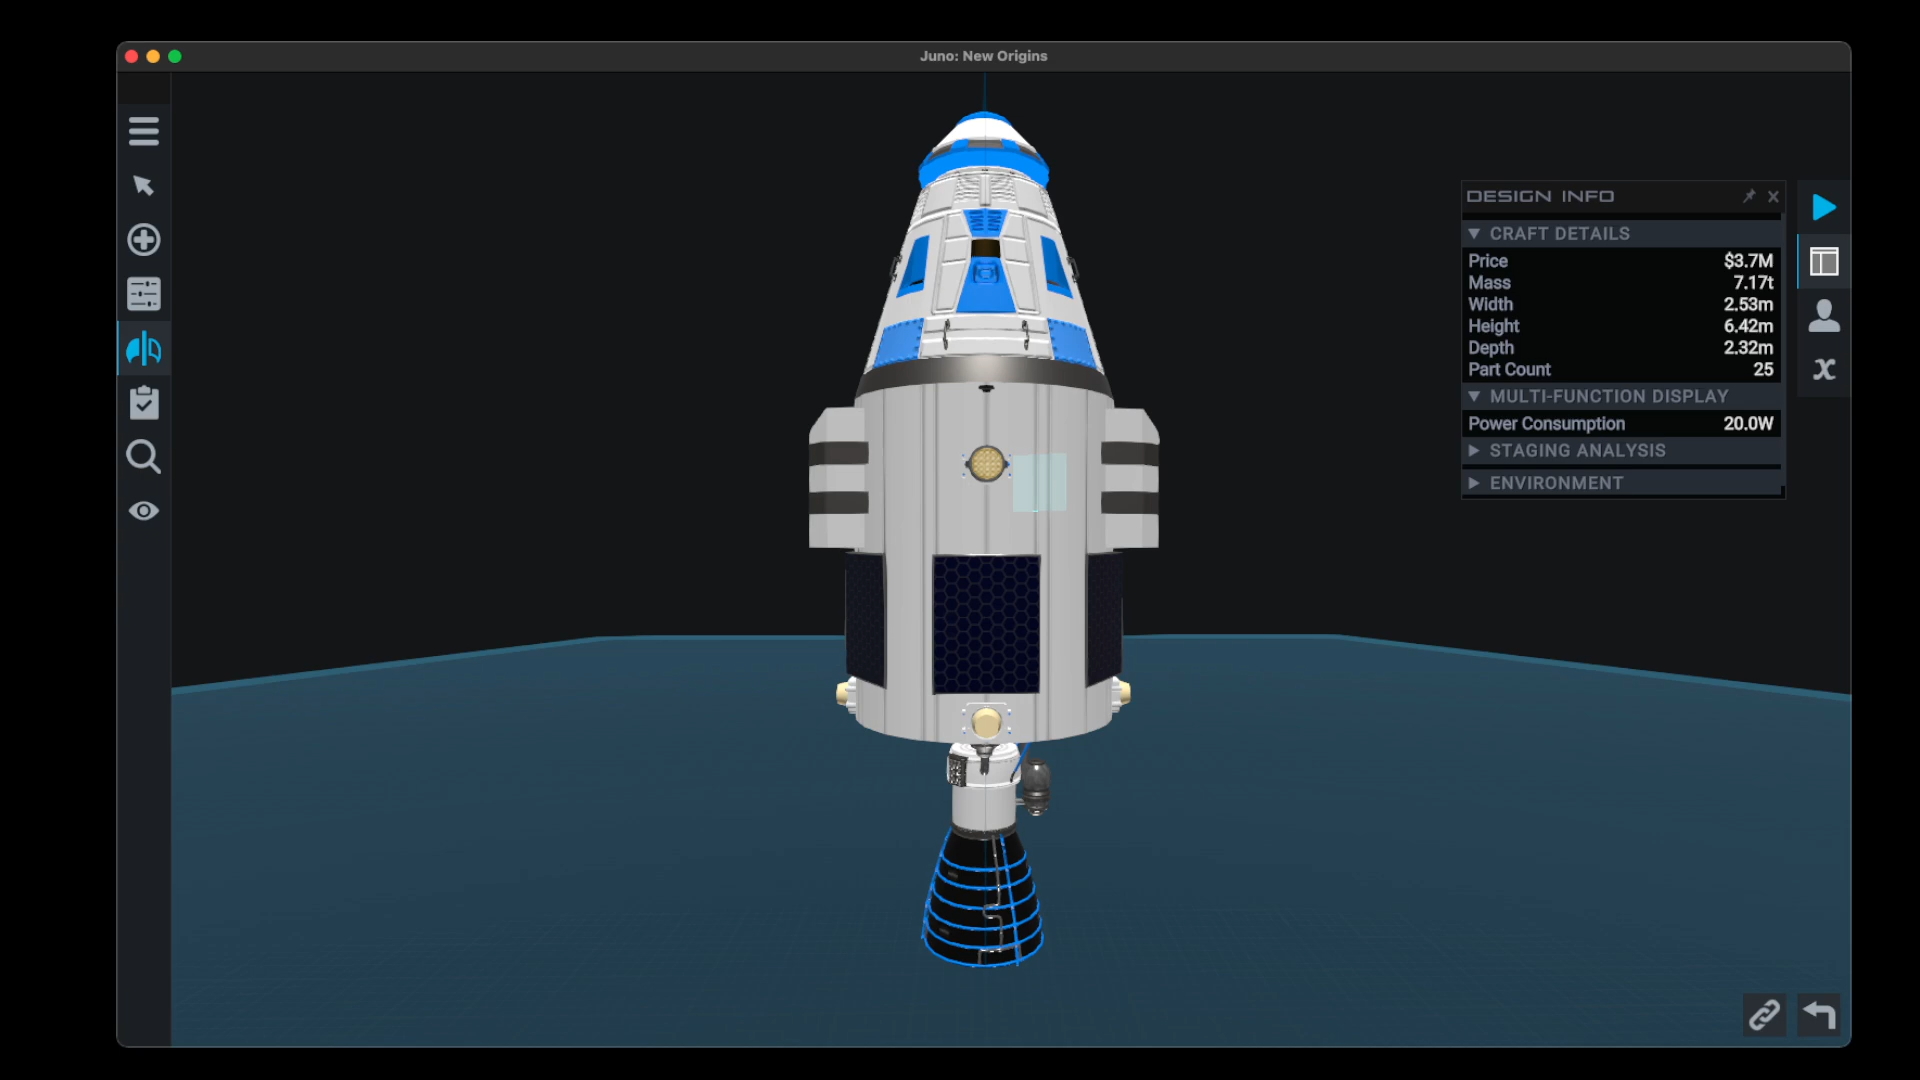 Juno: New Origins
DESIGN INFO
CRAFT DETAILS
Price $3.7M
Mass 7.17t
Width 2.53m
Height 6.42m
Depth 2.32m
Part Count 25
MULTI-FUNCTION DISPLAY
Power Consumption 20.0W
STAGING ANALYSIS
ENVIRONMENT
x